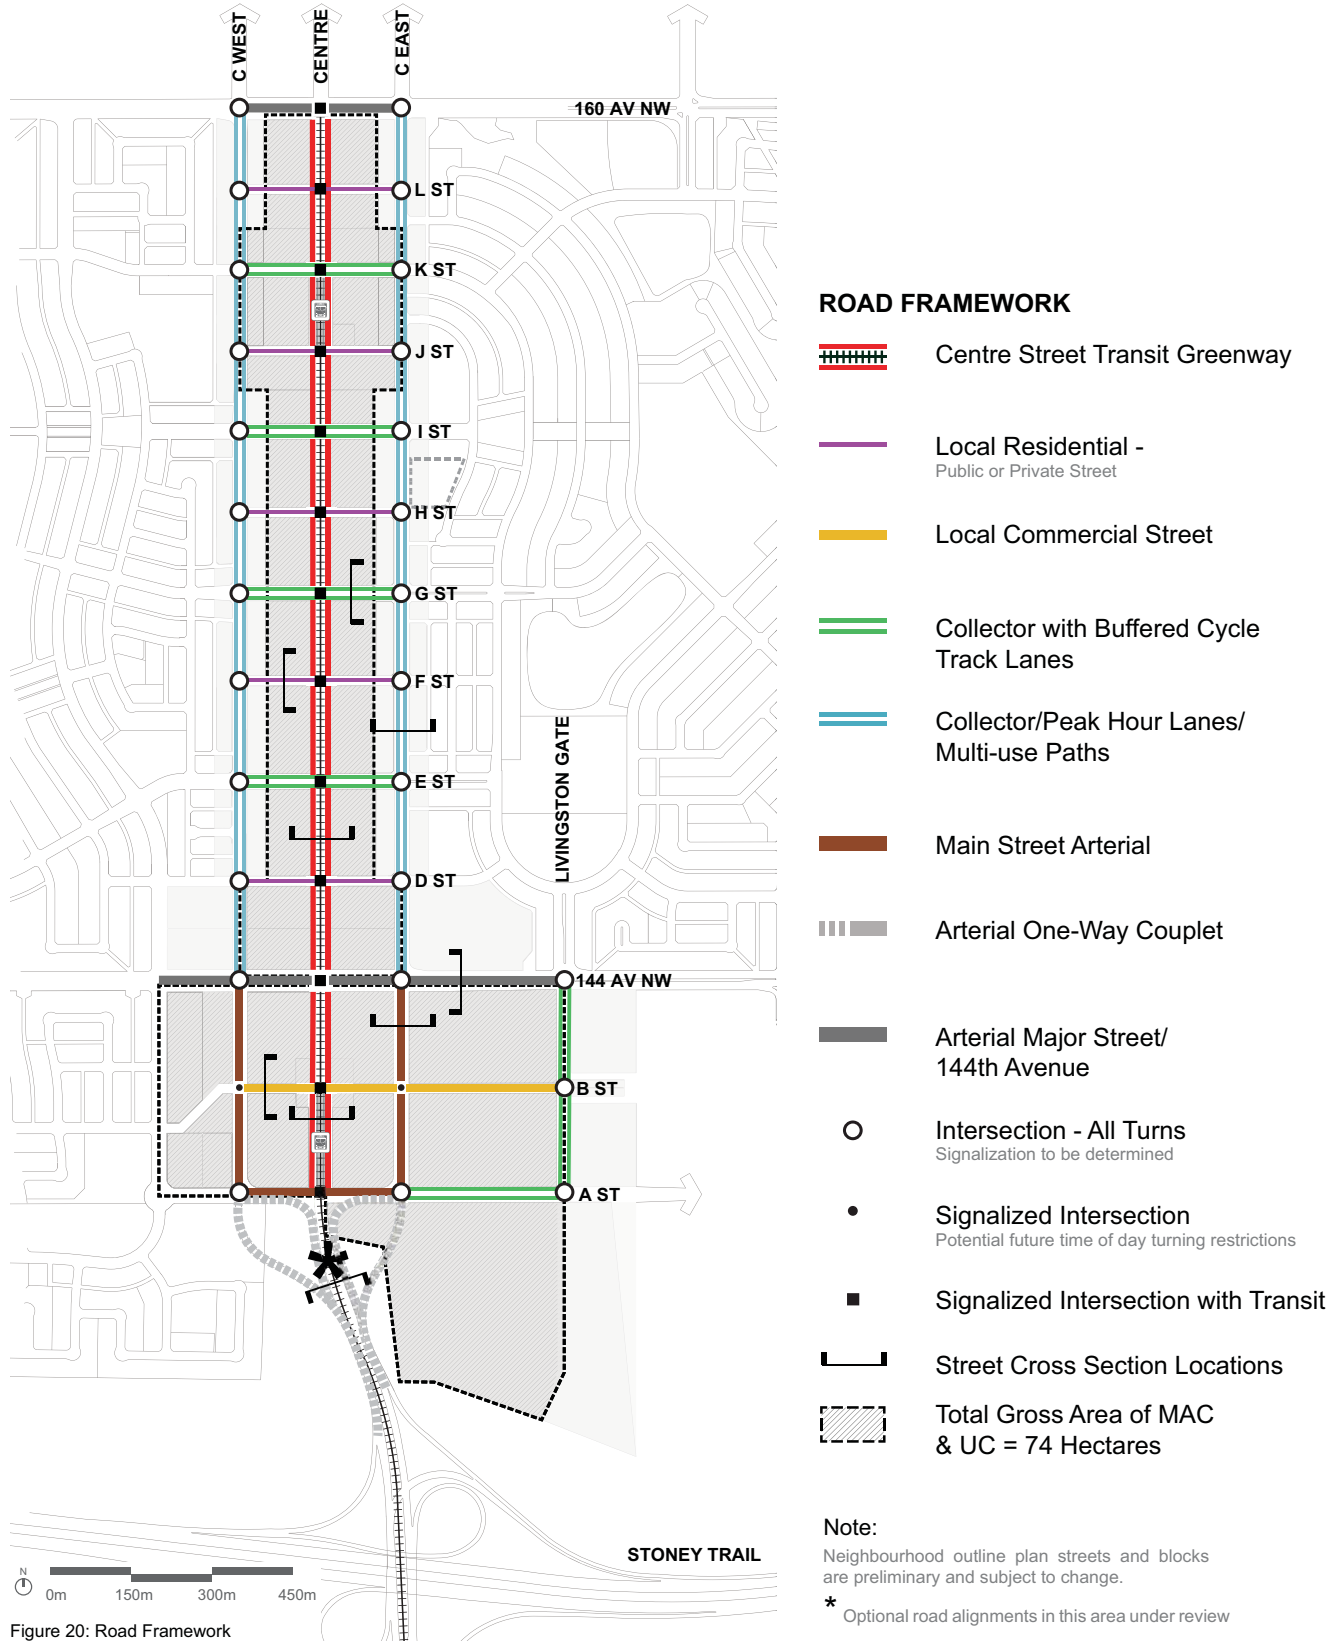 C WEST
CENTRE
C EAST
160 AV NW
L ST
K ST
J ST
I ST
H ST
G ST
F ST
E ST
LIVINGSTON GATE
D ST
144 AV NW
B ST
A ST
STONEY TRAIL
N
0m
150m
300m
450m
Figure 20: Road Framework
ROAD FRAMEWORK
Centre Street Transit Greenway
Local Residential -
Public or Private Street
Local Commercial Street
Collector with Buffered Cycle
Track Lanes
Collector/Peak Hour Lanes/
Multi-use Paths
Main Street Arterial
Arterial One-Way Couplet
Arterial Major Street/
144th Avenue
Intersection - All Turns
Signalization to be determined
Signalized Intersection
Potential future time of day turning restrictions
Signalized Intersection with Transit
Street Cross Section Locations
Total Gross Area of MAC
& UC = 74 Hectares
Note:
Neighbourhood outline plan streets and blocks
are preliminary and subject to change.
* Optional road alignments in this area under review